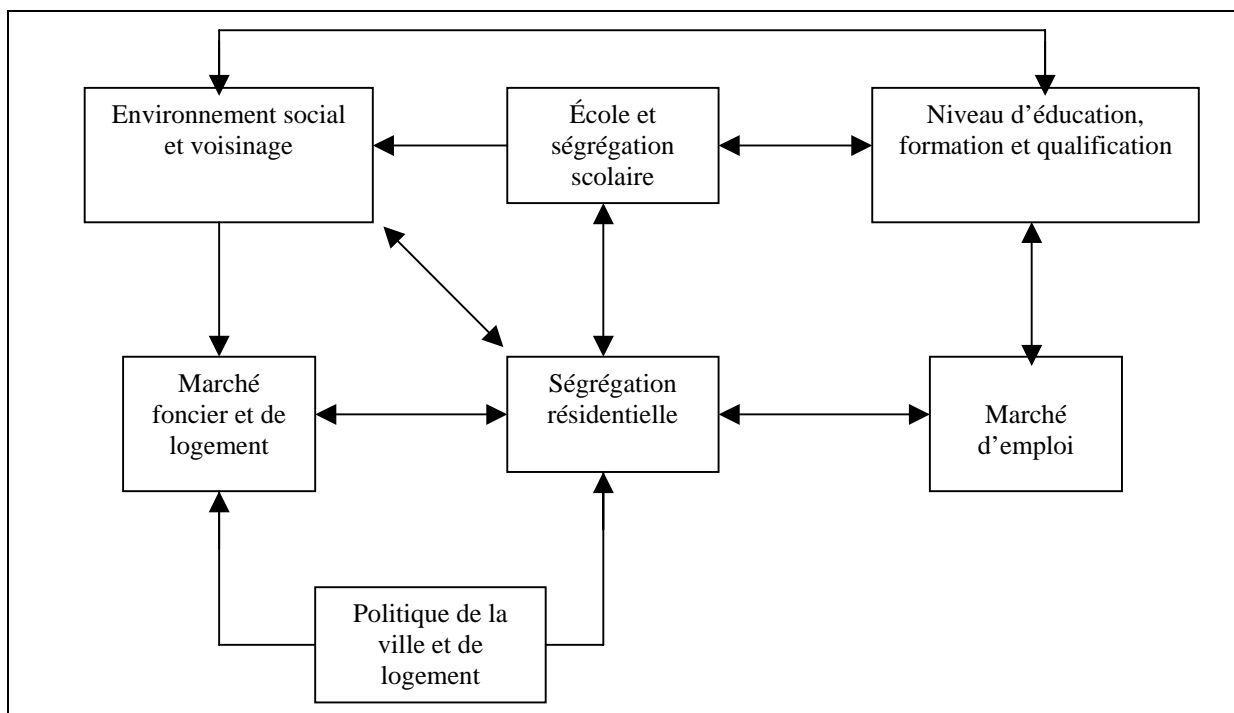 Environnement social
et voisinage
École et
ségrégation
scolaire
Niveau d’éducation,
formation et qualification
Marché
foncier et de
logement
Ségrégation
résidentielle
Marché
d’emploi
Politique de la
ville et de
logement